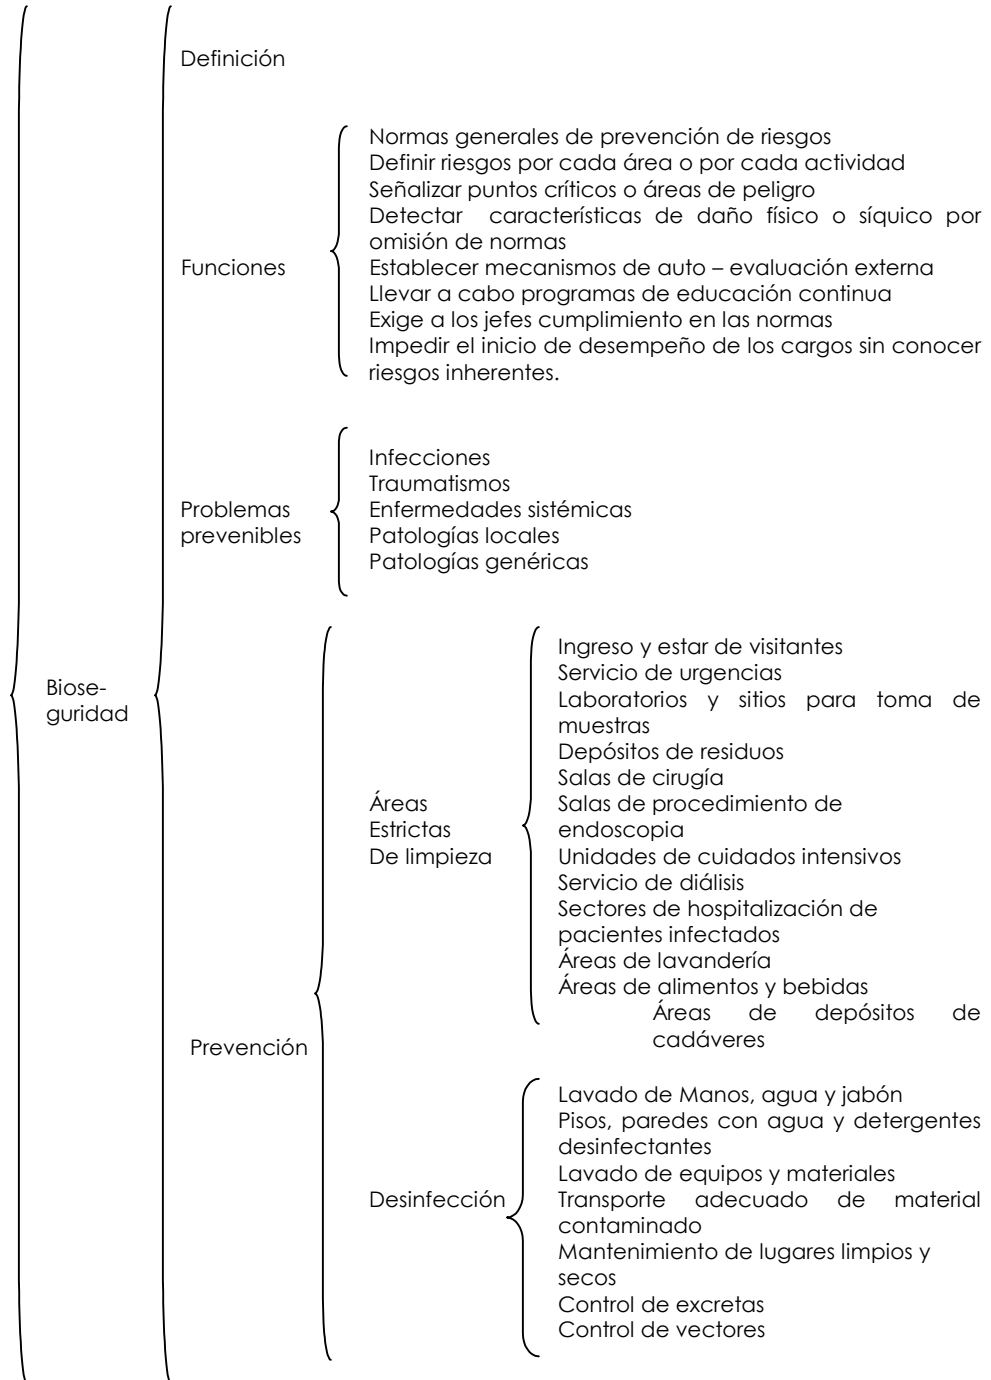 Definición
Funciones
Normas generales de prevención de riesgos
Definir riesgos por cada área o por cada actividad
Señalizar puntos críticos o áreas de peligro
Detectar características de daño físico o síquico por
omisión de normas
Establecer mecanismos de auto – evaluación externa
Llevar a cabo programas de educación continua
Exige a los jefes cumplimiento en las normas
Impedir el inicio de desempeño de los cargos sin conocer
riesgos inherentes.
Problemas
prevenibles
Infecciones
Traumatismos
Enfermedades sistémicas
Patologías locales
Patologías genéricas
Biose-
guridad
Prevención
Áreas
Estrictas
De limpieza
Ingreso y estar de visitantes
Servicio de urgencias
Laboratorios y sitios para toma de
muestras
Depósitos de residuos
Salas de cirugía
Salas de procedimiento de
endoscopia
Unidades de cuidados intensivos
Servicio de diálisis
Sectores de hospitalización de
pacientes infectados
Áreas de lavandería
Áreas de alimentos y bebidas
Áreas de depósitos de
cadáveres
Desinfección
Lavado de Manos, agua y jabón
Pisos, paredes con agua y detergentes
desinfectantes
Lavado de equipos y materiales
Transporte adecuado de material
contaminado
Mantenimiento de lugares limpios y
secos
Control de excretas
Control de vectores